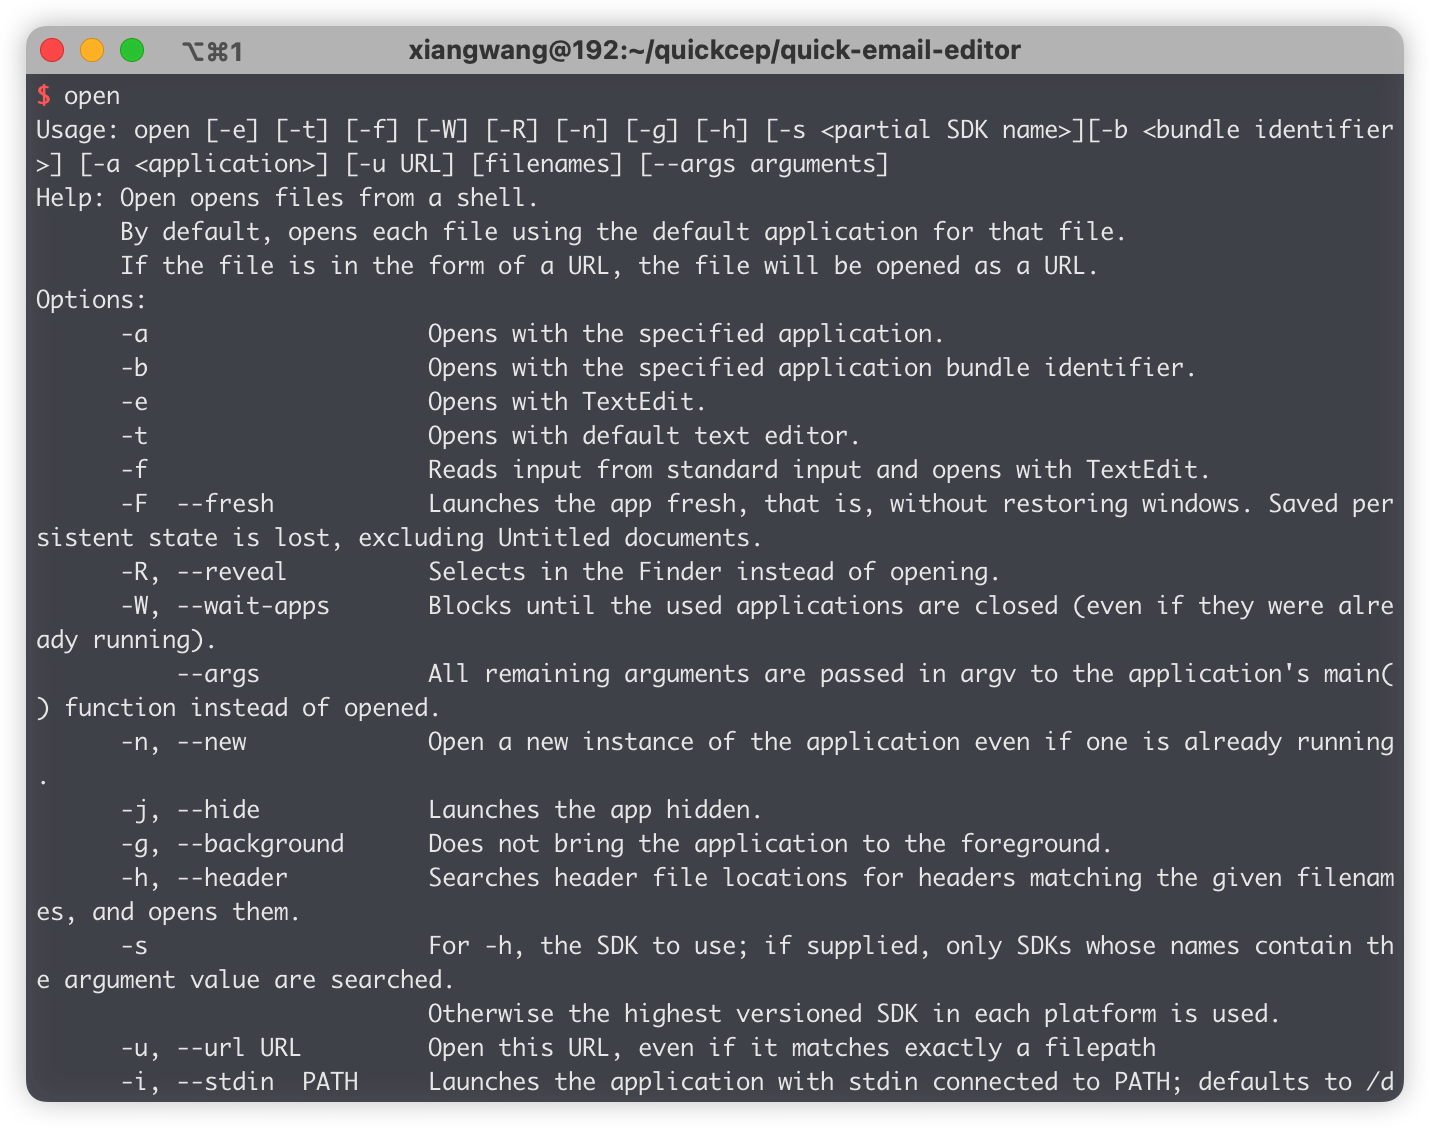 ⌥⌘1
xiangwang@192:~/quickcep/quick-email-editor
$ open
Usage: open [-e] [-t] [-f] [-W] [-R] [-n] [-g] [-h] [-s <partial SDK name>][-b <bundle identifier
>] [-a <application>] [-u URL] [filenames] [--args arguments]
Help: Open opens files from a shell.
      By default, opens each file using the default application for that file.
      If the file is in the form of a URL, the file will be opened as a URL.
Options:
      -a                    Opens with the specified application.
      -b                    Opens with the specified application bundle identifier.
      -e                    Opens with TextEdit.
      -t                    Opens with default text editor.
      -f                    Reads input from standard input and opens with TextEdit.
      -F  --fresh           Launches the app fresh, that is, without restoring windows. Saved per
sistent state is lost, excluding Untitled documents.
      -R, --reveal          Selects in the Finder instead of opening.
      -W, --wait-apps       Blocks until the used applications are closed (even if they were alre
ady running).
          --args            All remaining arguments are passed in argv to the application's main(
) function instead of opened.
      -n, --new             Open a new instance of the application even if one is already running
.
      -j, --hide            Launches the app hidden.
      -g, --background      Does not bring the application to the foreground.
      -h, --header          Searches header file locations for headers matching the given filenam
es, and opens them.
      -s                    For -h, the SDK to use; if supplied, only SDKs whose names contain th
e argument value are searched.
                            Otherwise the highest versioned SDK in each platform is used.
      -u, --url URL         Open this URL, even if it matches exactly a filepath
      -i, --stdin  PATH     Launches the application with stdin connected to PATH; defaults to /d